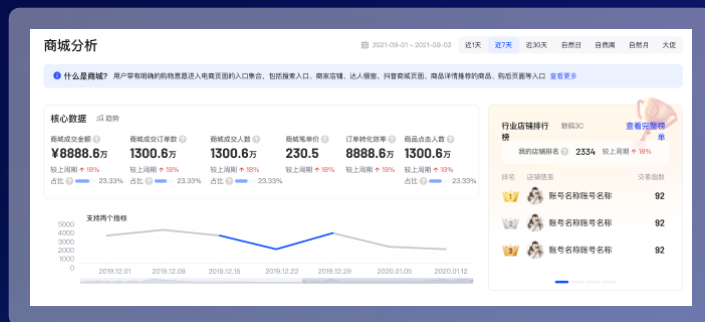 商城分析
2021-09-01 - 2021-09-02 近1天 近7天 近30天 自然日 自然周 自然月 大促
什么是商城? 用户带有明确的购物意愿进入电商页面的入口集合，包括搜索入口、商家店铺、达人橱窗、抖音商城页面、商品详情推荐的商品、购后页面等入口 查看更多
核心数据 趋势
商城成交金额 商城成交订单数 商城成交人数 商城笔单价 订单转化效率 商品点击人数
¥8888.6万 1300.6万 1300.6万 230.5 8888.6万 1300.6万
较上周期 ↑ 18% 较上周期 ↑ 18% 较上周期 ↑ 18% 较上周期 ↑ 18% 较上周期 ↑ 18% 较上周期 ↑ 18%
占比 23.33% 占比 23.33% 占比 23.33% 占比 23.33%
支持两个指标
5000
4000
3000
2000
1000
0
2019.12.01 2019.12.08 2019.12.15 2019.12.22 2019.12.29 2020.01.05 2020.01.12
行业店铺排行榜 数码3C 查看完整榜单
我的店铺排名 2334 较上周期 ↑ 18%
排名 店铺信息 交易指数
1 账号名称账号名称 92
2 账号名称账号名称 92
3 账号名称账号名称 92